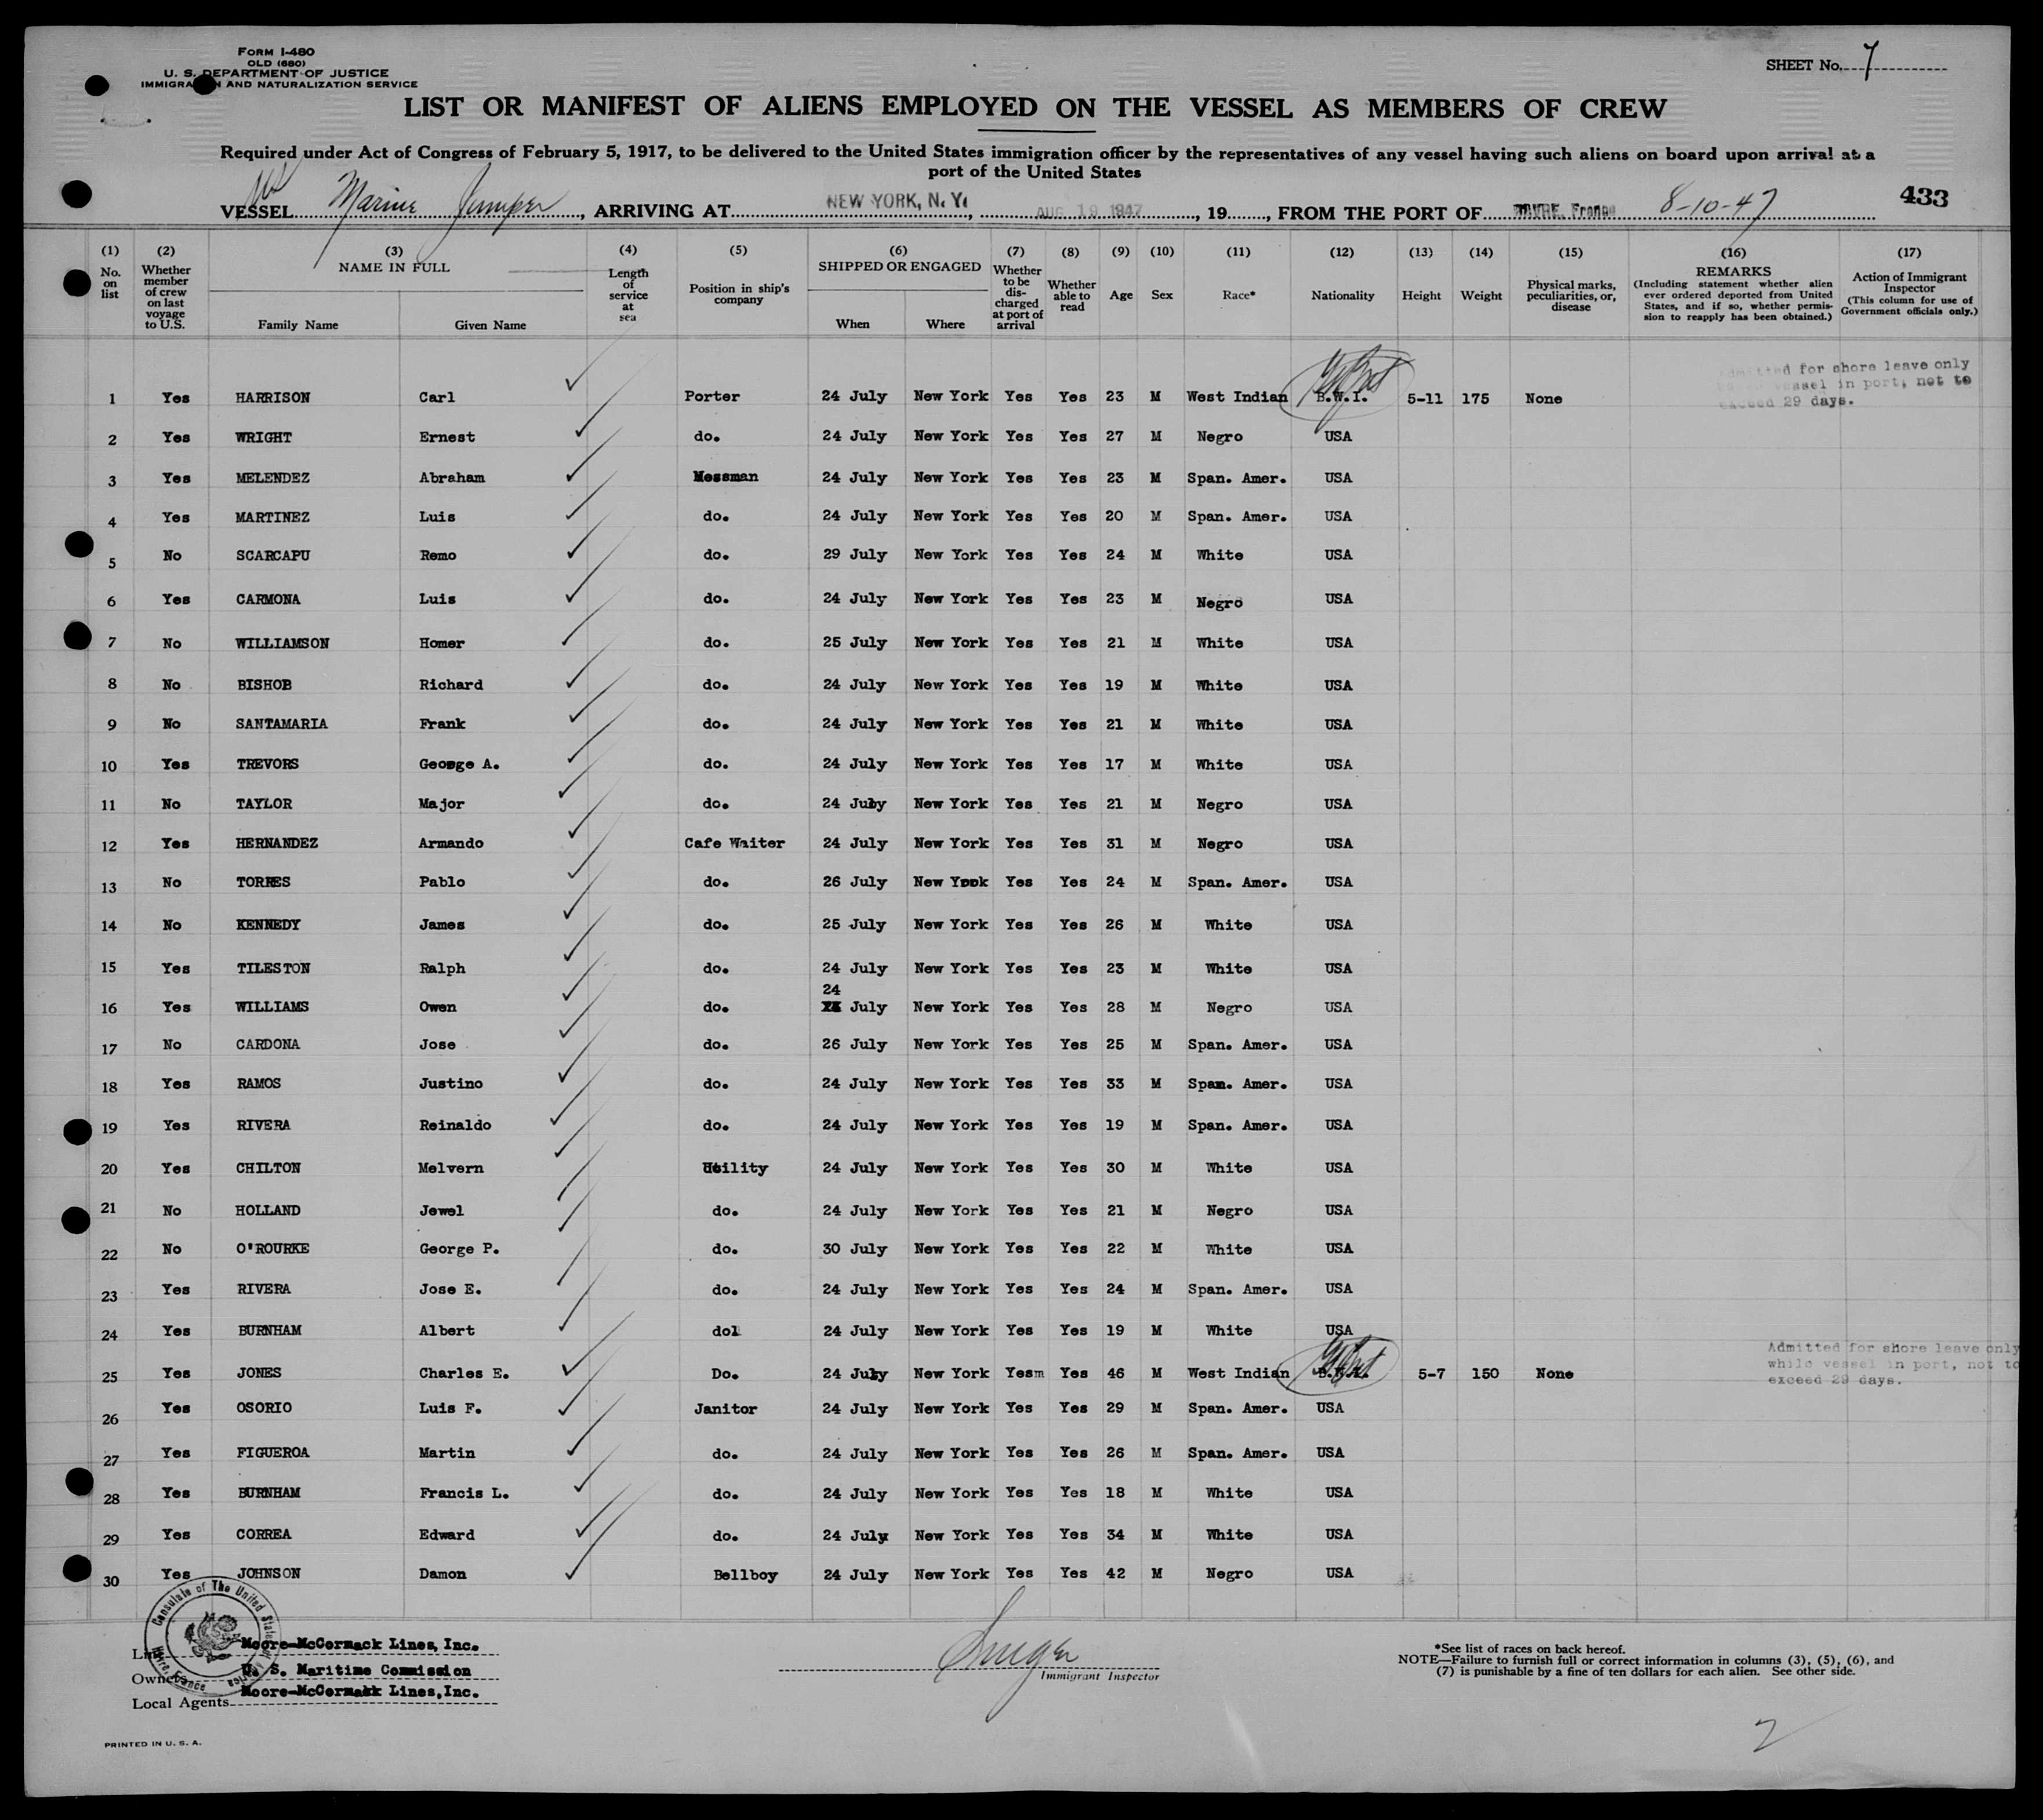 FORM I-480
OLD (680)
U. S. DEPARTMENT OF JUSTICE
IMMIGRATION AND NATURALIZATION SERVICE
SHEET No. 7
LIST OR MANIFEST OF ALIENS EMPLOYED ON THE VESSEL AS MEMBERS OF CREW
Required under Act of Congress of February 5, 1917, to be delivered to the United States immigration officer by the representatives of any vessel having such aliens on board upon arrival at a
port of the United States
VESSEL Marine Jumper, ARRIVING AT NEW YORK, N. Y., AUG 19 1947, 19, FROM THE PORT OF HAVRE, France 8-10-47 433
(1) (2) (3) (4) (5) (6) (7) (8) (9) (10) (11) (12) (13) (14) (15) (16) (17)
No. on list Whether member of crew on last voyage to U.S. NAME IN FULL Family Name Given Name Length of service at sea Position in ship's company SHIPPED OR ENGAGED When Where Whether to be discharged at port of arrival Whether able to read Age Sex Race* Nationality Height Weight Physical marks, peculiarities, or, disease REMARKS (Including statement whether alien ever ordered deported from United States, and if so, whether permission to reapply has been obtained.) Action of Immigrant Inspector (This column for use of Government officials only.)
1 Yes HARRISON Carl Porter 24 July New York Yes Yes 23 M West Indian B.W.I. 5-11 175 None Admitted for shore leave only while vessel in port, not to exceed 29 days.
2 Yes WRIGHT Ernest do. 24 July New York Yes Yes 27 M Negro USA
3 Yes MELENDEZ Abraham Messman 24 July New York Yes Yes 23 M Span. Amer. USA
4 Yes MARTINEZ Luis do. 24 July New York Yes Yes 20 M Span. Amer. USA
5 No SCARCAPU Remo do. 29 July New York Yes Yes 24 M White USA
6 Yes CARMONA Luis do. 24 July New York Yes Yes 23 M Negro USA
7 No WILLIAMSON Homer do. 25 July New York Yes Yes 21 M White USA
8 No BISHOB Richard do. 24 July New York Yes Yes 19 M White USA
9 No SANTAMARIA Frank do. 24 July New York Yes Yes 21 M White USA
10 Yes TREVORS George A. do. 24 July New York Yes Yes 17 M White USA
11 No TAYLOR Major do. 24 July New York Yes Yes 21 M Negro USA
12 Yes HERNANDEZ Armando Cafe Waiter 24 July New York Yes Yes 31 M Negro USA
13 No TORRES Pablo do. 26 July New York Yes Yes 24 M Span. Amer. USA
14 No KENNEDY James do. 25 July New York Yes Yes 26 M White USA
15 Yes TILESTON Ralph do. 24 July New York Yes Yes 23 M White USA
16 Yes WILLIAMS Owen do. 24 July New York Yes Yes 28 M Negro USA
17 No CARDONA Jose do. 26 July New York Yes Yes 25 M Span. Amer. USA
18 Yes RAMOS Justino do. 24 July New York Yes Yes 33 M Span. Amer. USA
19 Yes RIVERA Reinaldo do. 24 July New York Yes Yes 19 M Span. Amer. USA
20 Yes CHILTON Melvern Utility 24 July New York Yes Yes 30 M White USA
21 No HOLLAND Jewel do. 24 July New York Yes Yes 21 M Negro USA
22 No O'ROURKE George P. do. 30 July New York Yes Yes 22 M White USA
23 Yes RIVERA Jose E. do. 24 July New York Yes Yes 24 M Span. Amer. USA
24 Yes BURNHAM Albert dol 24 July New York Yes Yes 19 M White USA
25 Yes JONES Charles E. Do. 24 July New York Yesm Yes 46 M West Indian B.W.I. 5-7 150 None Admitted for shore leave only while vessel in port, not to exceed 29 days.
26 Yes OSORIO Luis F. Janitor 24 July New York Yes Yes 29 M Span. Amer. USA
27 Yes FIGUEROA Martin do. 24 July New York Yes Yes 26 M Span. Amer. USA
28 Yes BURNHAM Francis L. do. 24 July New York Yes Yes 18 M White USA
29 Yes CORREA Edward do. 24 July New York Yes Yes 34 M White USA
30 Yes JOHNSON Damon Bellboy 24 July New York Yes Yes 42 M Negro USA
Consulate of The United States of America Havre, France
Line Moore-McCormack Lines, Inc.
Owner U. S. Maritime Commission
Local Agents Moore-McCormack Lines, Inc.
Immigrant Inspector
*See list of races on back hereof.
NOTE—Failure to furnish full or correct information in columns (3), (5), (6), and
(7) is punishable by a fine of ten dollars for each alien. See other side.
2
PRINTED IN U. S. A.